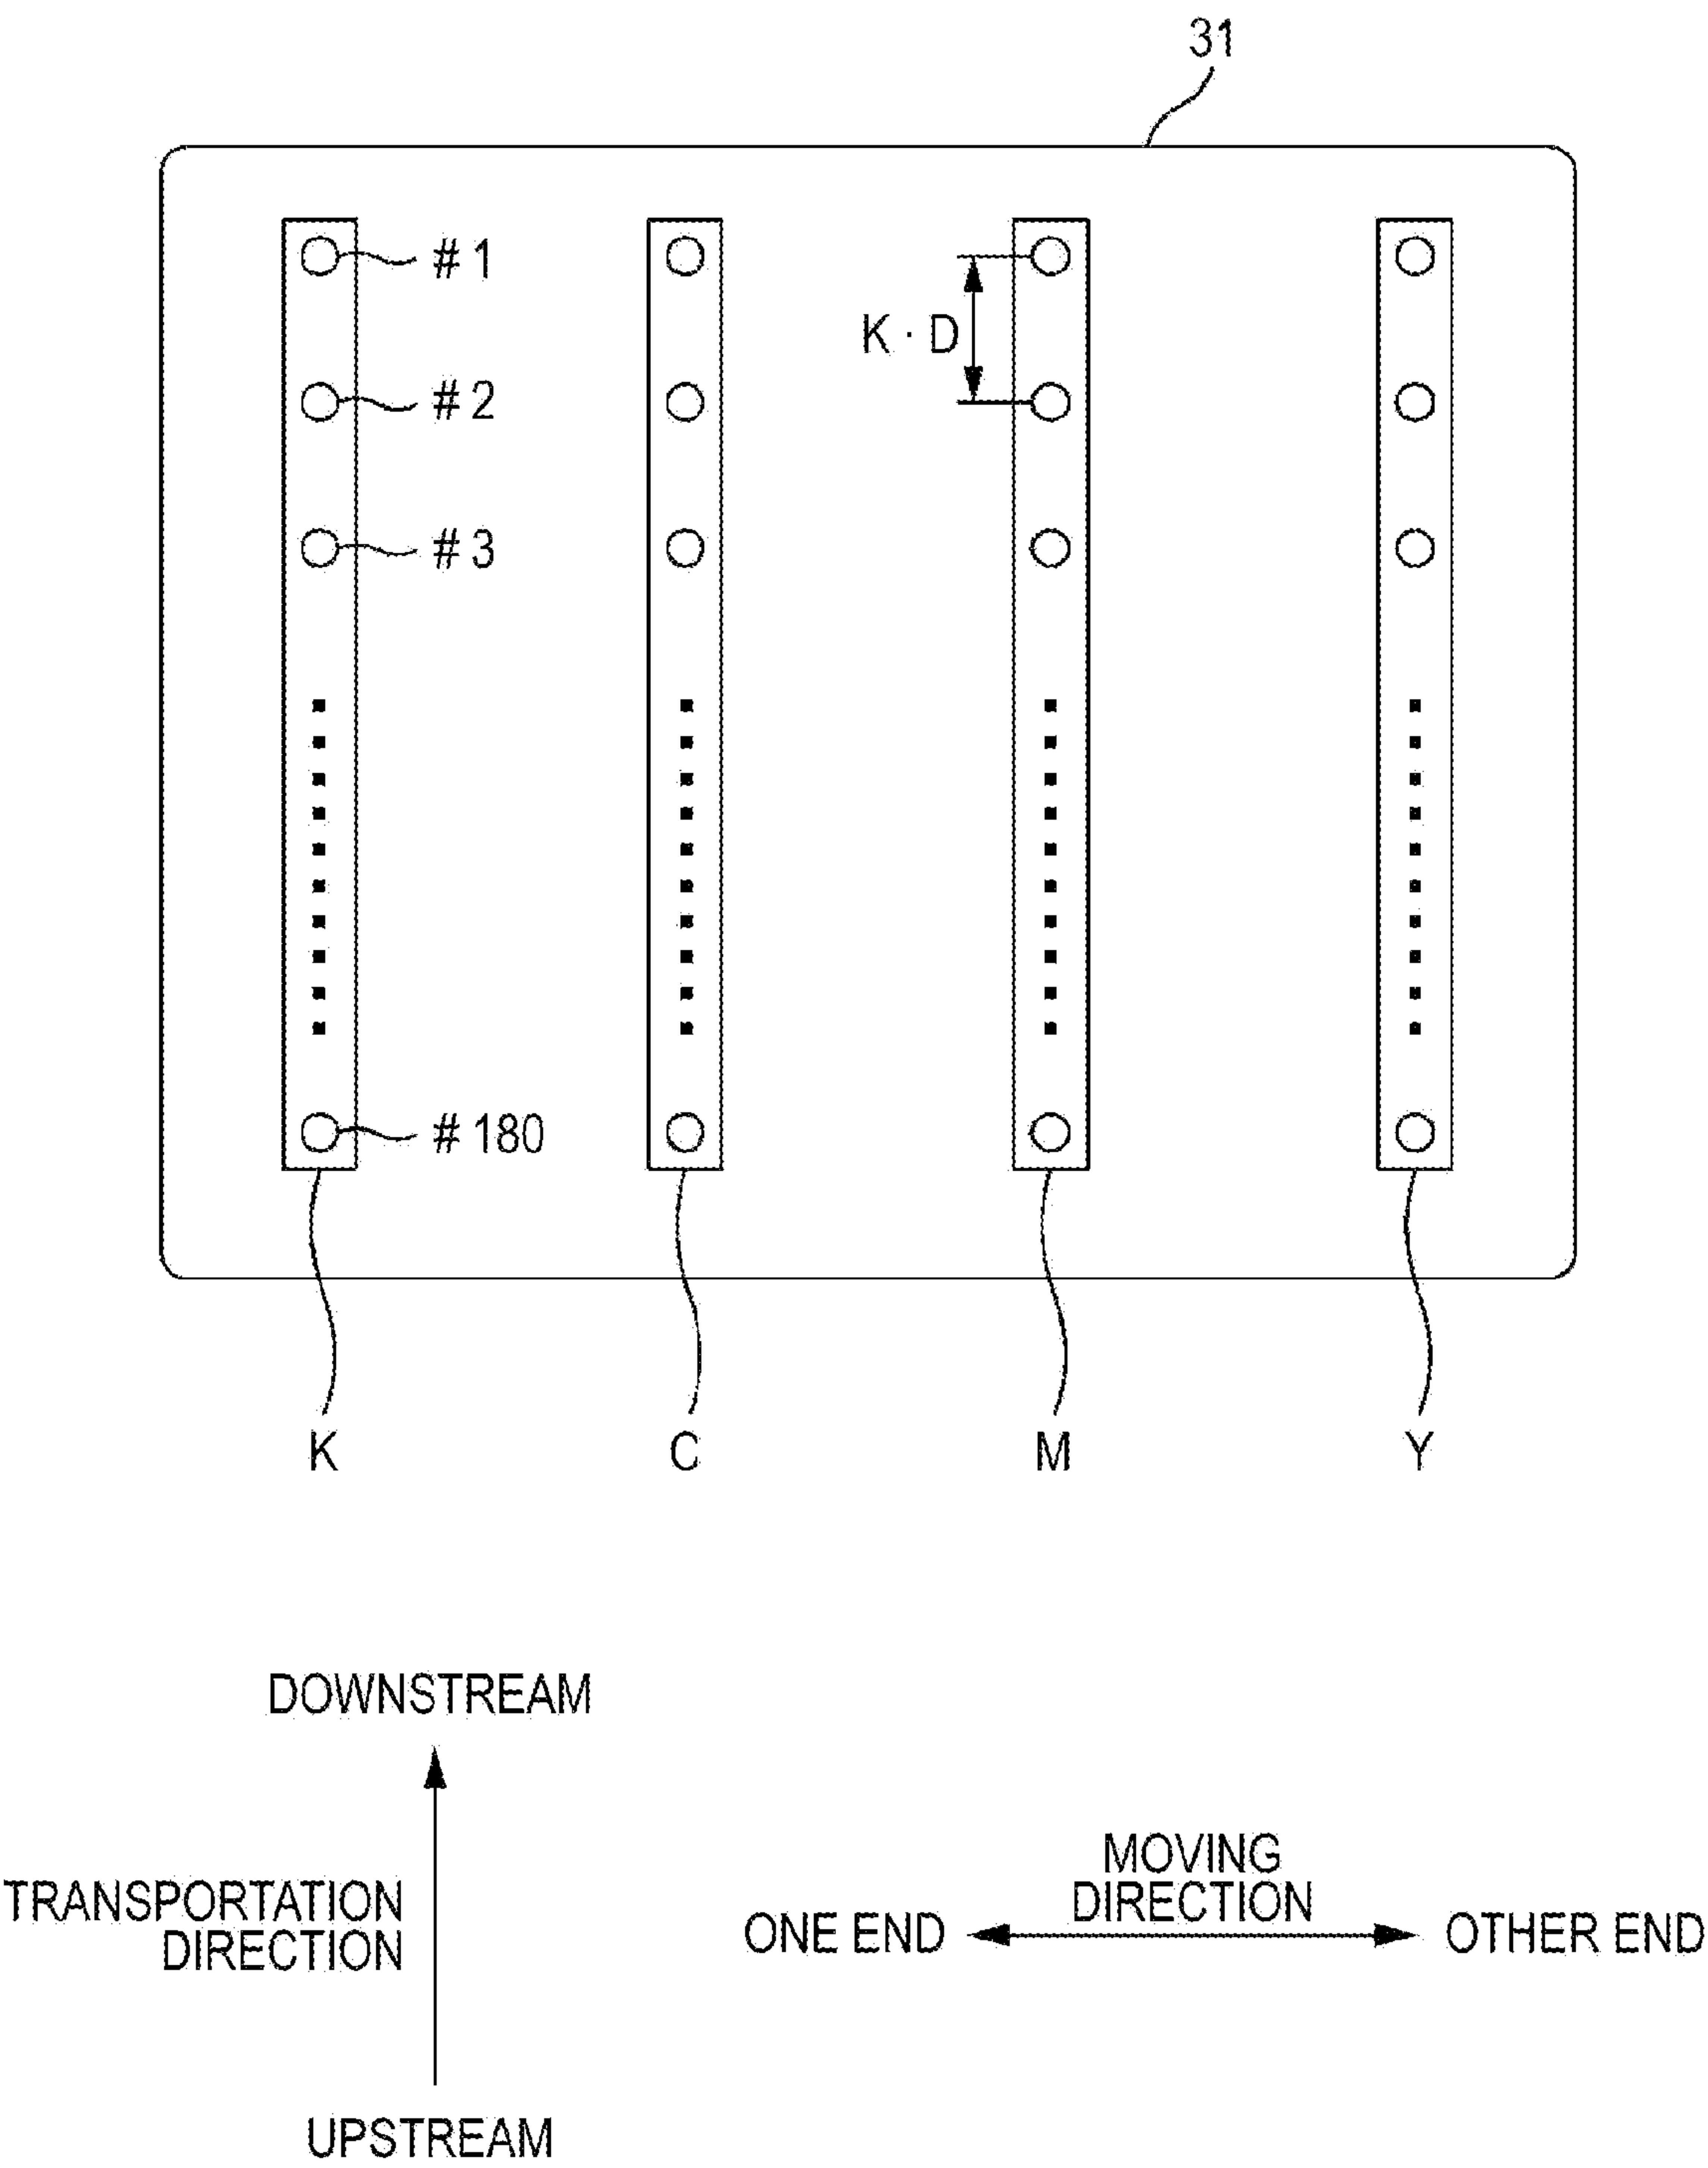 31
#1
#2
K · D
#3
#180
K C M Y
DOWNSTREAM
TRANSPORTATION
DIRECTION
UPSTREAM
MOVING
DIRECTION
ONE END
OTHER END